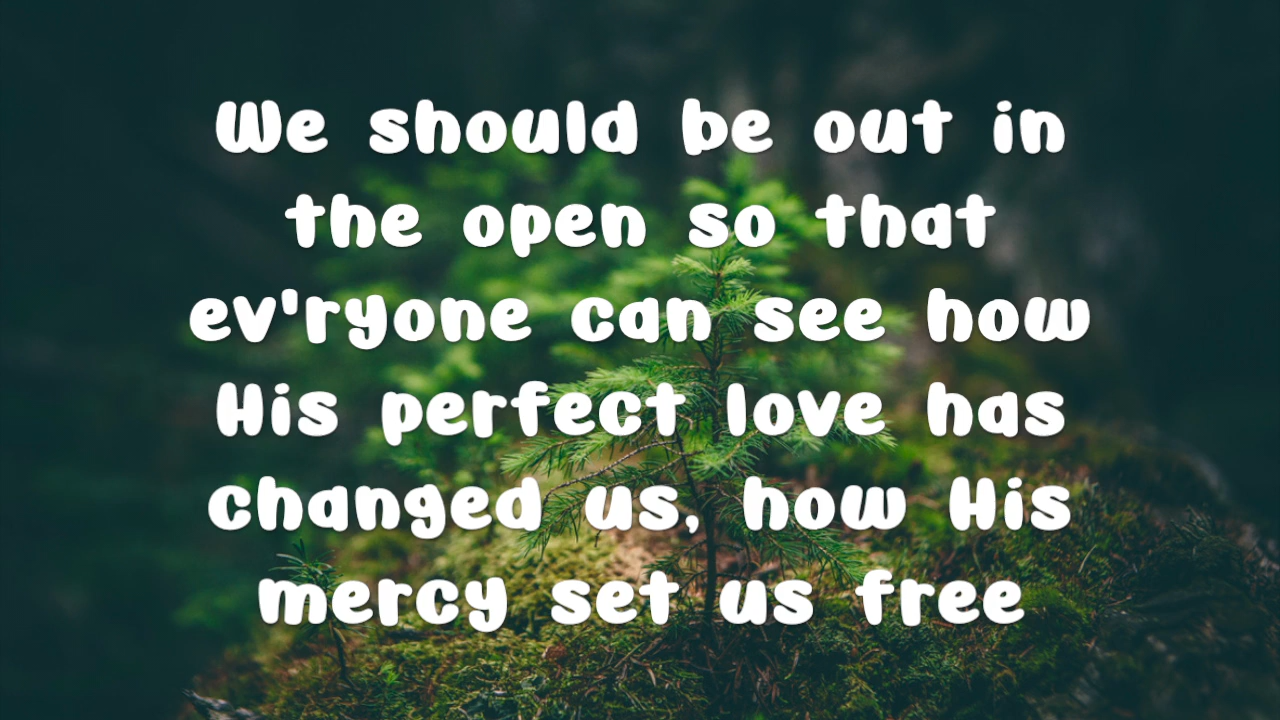 We should be out in
the open so that
ev'ryone can see how
His perfect love has
changed us, how His
mercy set us free